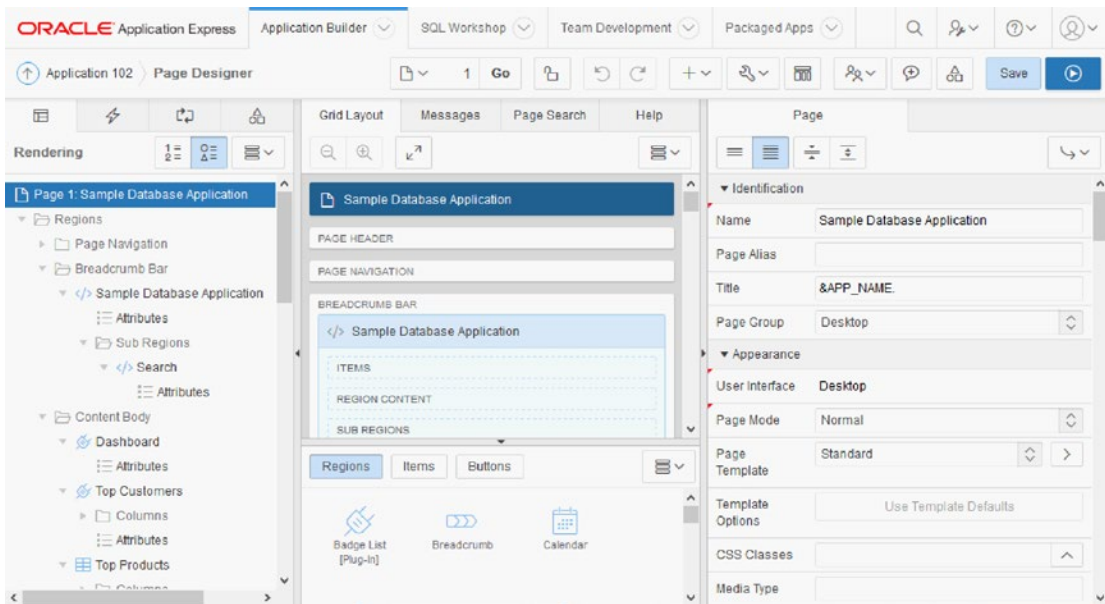 ORACLE Application Express
Application Builder
SQL Workshop
Team Development
Packaged Apps
Application 102
Page Designer
1
Go
Save
Rendering
Page 1: Sample Database Application
Regions
Page Navigation
Breadcrumb Bar
</> Sample Database Application
Attributes
Sub Regions
</> Search
Attributes
Content Body
Dashboard
Attributes
Top Customers
Columns
Attributes
Top Products
Columns
Grid Layout
Messages
Page Search
Help
Sample Database Application
PAGE HEADER
PAGE NAVIGATION
BREADCRUMB BAR
</> Sample Database Application
ITEMS
REGION CONTENT
SUB REGIONS
Regions
Items
Buttons
Badge List
[Plug-In]
Breadcrumb
Calendar
Page
Identification
Name
Sample Database Application
Page Alias
Title
&APP_NAME.
Page Group
Desktop
Appearance
User Interface
Desktop
Page Mode
Normal
Page
Template
Standard
Template
Options
Use Template Defaults
CSS Classes
Media Type